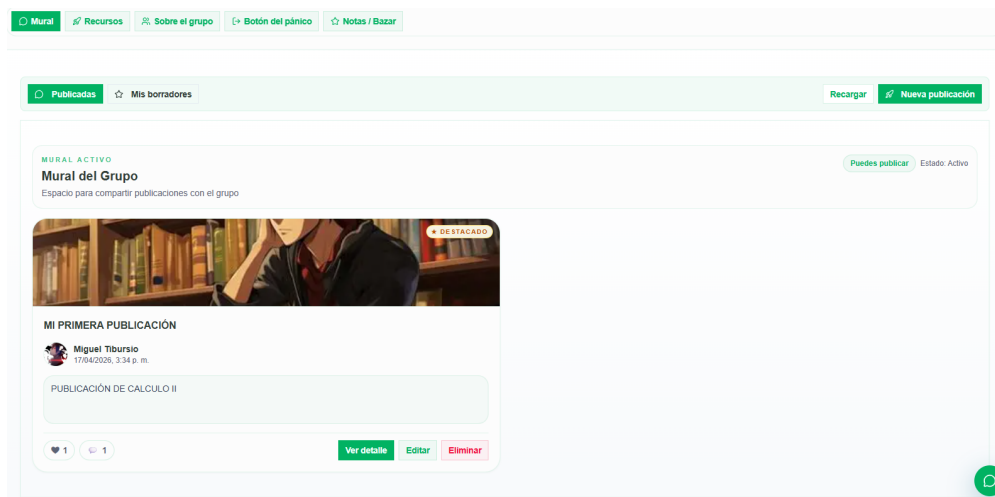 Mural Recursos Sobre el grupo Botón del pánico Notas / Bazar
Publicadas Mis borradores Recargar Nueva publicación
MURAL ACTIVO
Mural del Grupo
Espacio para compartir publicaciones con el grupo
Puedes publicar Estado: Activo
★ DESTACADO
MI PRIMERA PUBLICACIÓN
Miguel Tibursio
17/04/2026, 3:34 p. m.
PUBLICACIÓN DE CALCULO II
1 1 Ver detalle Editar Eliminar